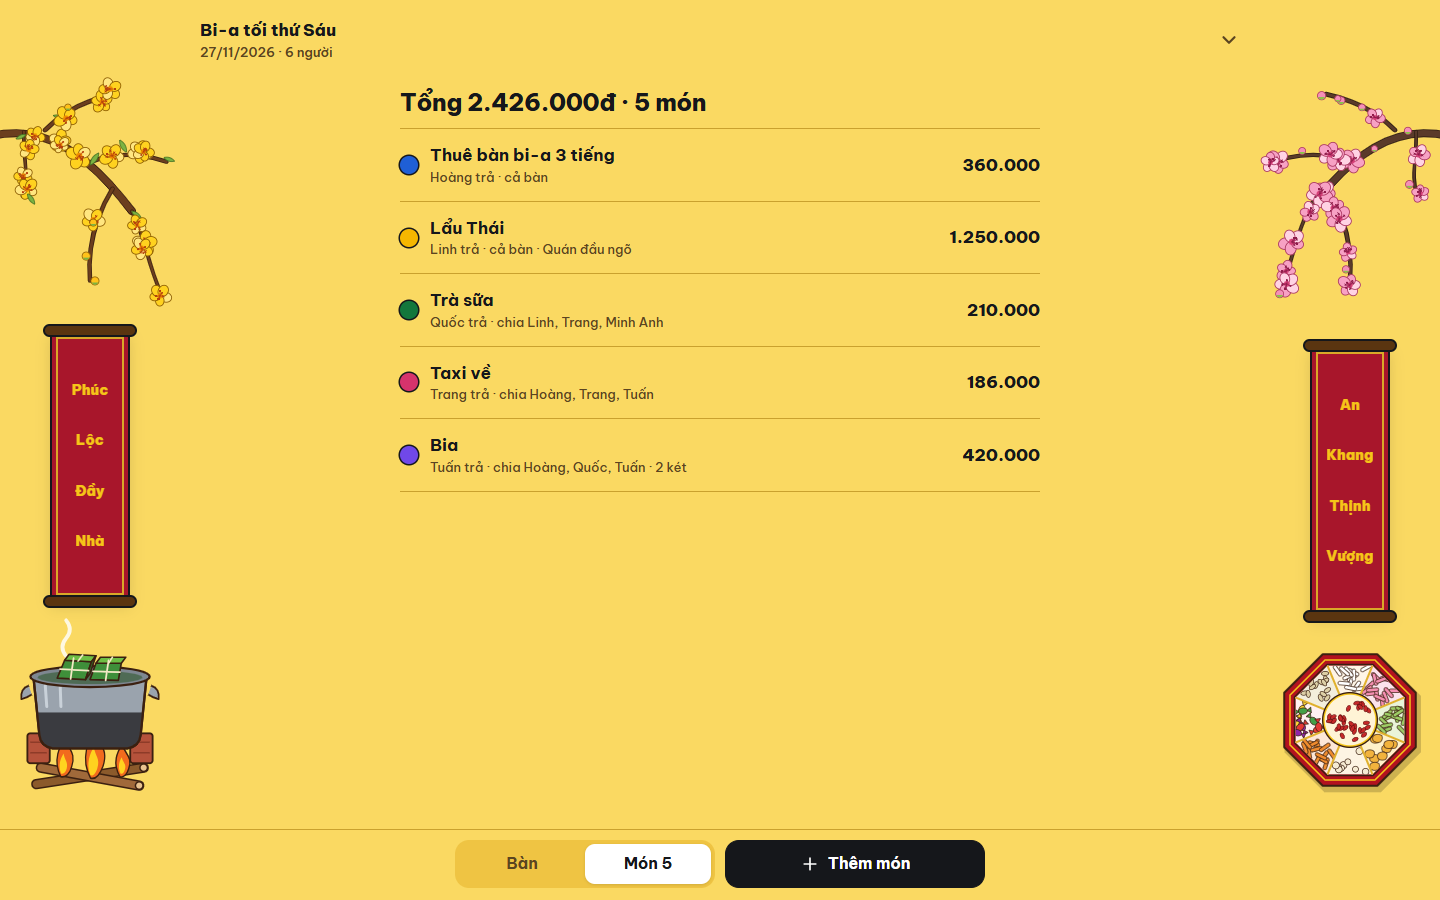 Bi-a tối thứ Sáu
27/11/2026 · 6 người
Tổng 2.426.000đ · 5 món
Thuê bàn bi-a 3 tiếng
Hoàng trả · cả bàn
360.000
Lẩu Thái
Linh trả · cả bàn · Quán đầu ngõ
1.250.000
Trà sữa
Quốc trả · chia Linh, Trang, Minh Anh
210.000
Taxi về
Trang trả · chia Hoàng, Trang, Tuấn
186.000
Bia
Tuấn trả · chia Hoàng, Quốc, Tuấn · 2 két
420.000
Phúc
Lộc
Đầy
Nhà
An
Khang
Thịnh
Vượng
Bàn
Món 5
Thêm món